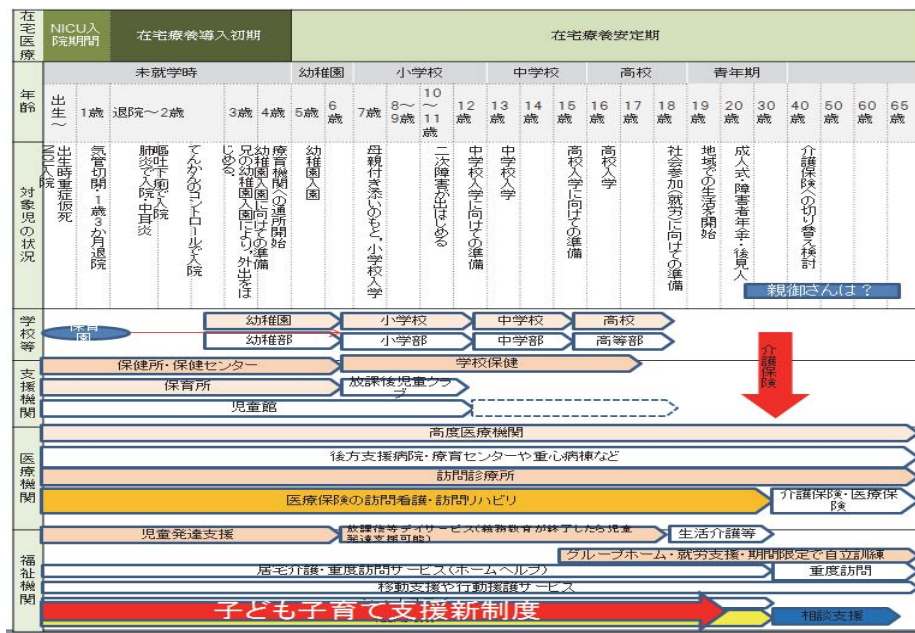 在宅医療
NICU入院期間
在宅療養導入初期
在宅療養安定期
年齢
未就学時
幼稚園
小学校
中学校
高校
青年期
出生～
1歳
退院～2歳
3歳
4歳
5歳
6歳
7歳
8～9歳
10～11歳
12歳
13歳
14歳
15歳
16歳
17歳
18歳
19歳
20歳
30歳
40歳
50歳
60歳
65歳
対象児の状況
出生時重症仮死
NICU入院
気管切開・1歳3か月退院
肺炎で入院・中耳炎
嘔吐下痢で入院
てんかんのコントロールで入院
兄の幼稚園入園により、外出をはじめる、
幼稚園入園に向けての準備
療育機関への通所開始
幼稚園入園
母親付き添いのもと、小学校入学
二次障害が出はじめる
中学校入学に向けての準備
中学校入学
高校入学に向けての準備
高校入学
社会参加(就労)に向けての準備
地域での生活を開始
成人式・障害者年金・後見人
介護保険への切り替え検討
親御さんは？
学校等
保育園
幼稚園
小学校
中学校
高校
幼稚部
小学部
中学部
高等部
介護保険
支援機関
保健所・保健センター
学校保健
保育所
放課後児童クラブ
児童館
医療機関
高度医療機関
後方支援病院・療育センターや重心病棟など
訪問診療所
医療保険の訪問看護・訪問リハビリ
介護保険・医療保険
福祉機関
児童発達支援
放課後等デイサービス(義務教育が終了したら児童発達支援可能)
生活介護等
グループホーム・就労支援・期間限定で自立訓練
居宅介護・重度訪問サービス(ホームヘルプ)
重度訪問
移動支援や行動援護サービス
子ども子育て支援新制度
相談支援